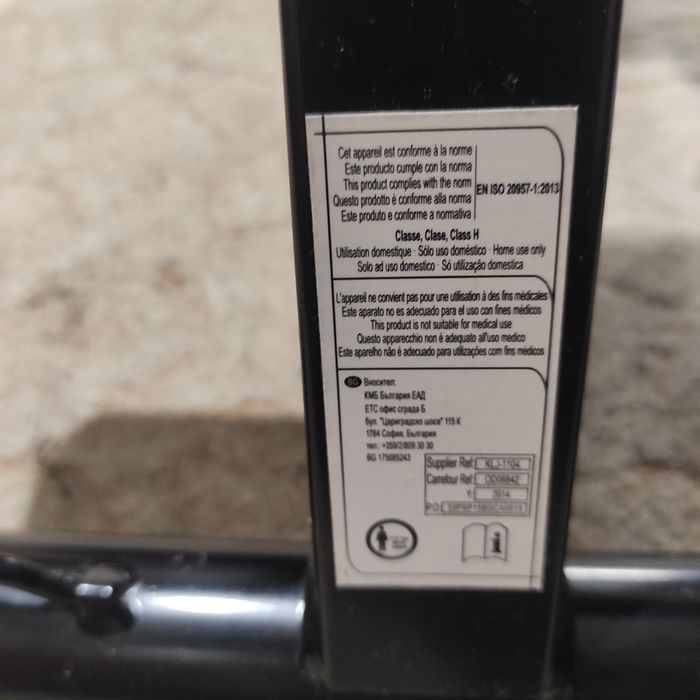 Cet appareil est conforme à la norme
Este producto cumple con la norma
This product complies with the norm
Questo prodotto è conforme alla norma
Este produto e conforme a normativa
EN ISO 20957-1:2013
Classe, Clase, Class H
Utilisation domestique · Sólo uso doméstico · Home use only
Solo ad uso domestico · Só utilização domestica
L'appareil ne convient pas pour une utilisation à des fins médicales
Este aparato no es adecuado para el uso con fines médicos
This product is not suitable for medical use
Questo apparecchio non è adequato all'uso medico
Este aparelho não è adecuado para utilizações com fins médicos
BG Вносител:
КМБ България ЕАД
ЕТС офис сграда Б
бул. "Цариградско шосе" 115 К
1784 София, България
тел.: +359/2/809 30 30
BG 175085243
Supplier Ref: KLJ-1104
Carrefour Ref: OD06842
Y: 2014
P.O: